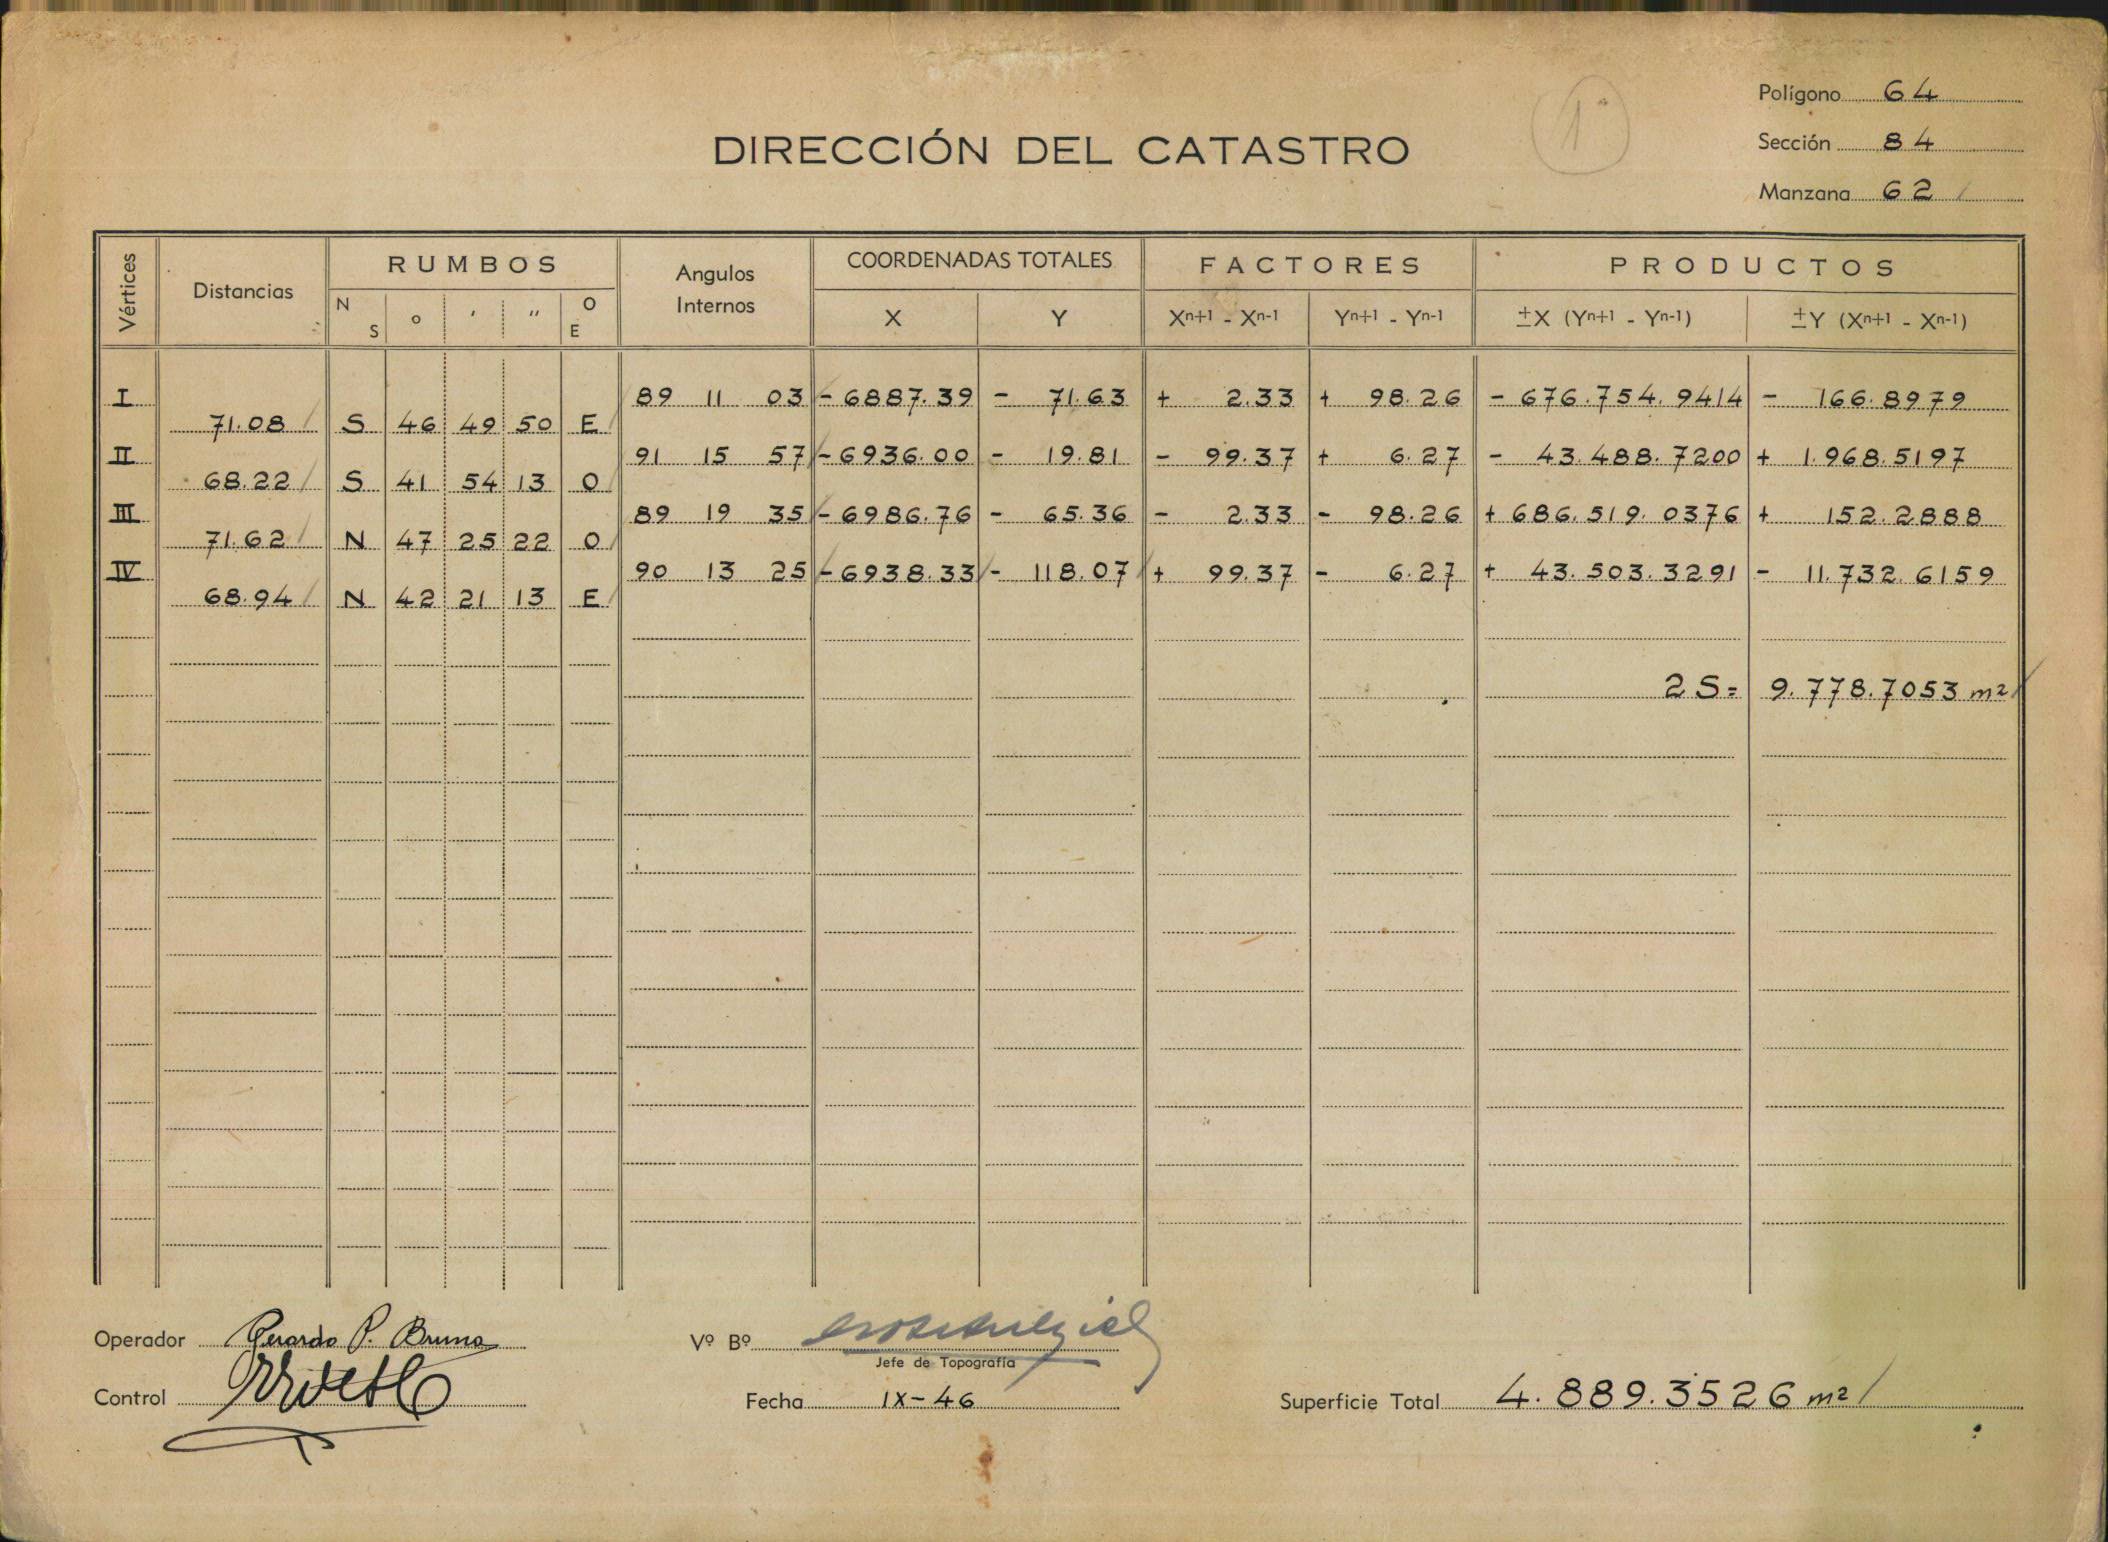 Polígono 64
1°
DIRECCIÓN DEL CATASTRO
Sección 84
Manzana 62
Vértices Distancias RUMBOS Angulos Internos COORDENADAS TOTALES FACTORES PRODUCTOS
N S ° ' " O E X Y Xⁿ⁺¹ - Xⁿ⁻¹ Yⁿ⁺¹ - Yⁿ⁻¹ ±X (Yⁿ⁺¹ - Yⁿ⁻¹) ±Y (Xⁿ⁺¹ - Xⁿ⁻¹)
I 89 11 03 - 6887.39 - 71.63 + 2.33 + 98.26 - 676.754.9414 - 166.8979
71.08 S 46 49 50 E
II 91 15 57 - 6936.00 - 19.81 - 99.37 + 6.27 - 43.488.7200 + 1.968.5197
68.22 S 41 54 13 O
III 89 19 35 - 6986.76 - 65.36 - 2.33 - 98.26 + 686.519.0376 + 152.2888
71.62 N 47 25 22 O
IV 90 13 25 - 6938.33 - 118.07 + 99.37 - 6.27 + 43.503.3291 - 11.732.6159
68.94 N 42 21 13 E
2S= 9.778.7053 m²
Operador Gerardo P. Bruno Vº Bº
Jefe de Topografía
Control Fecha IX-46 Superficie Total 4.889.3526 m²